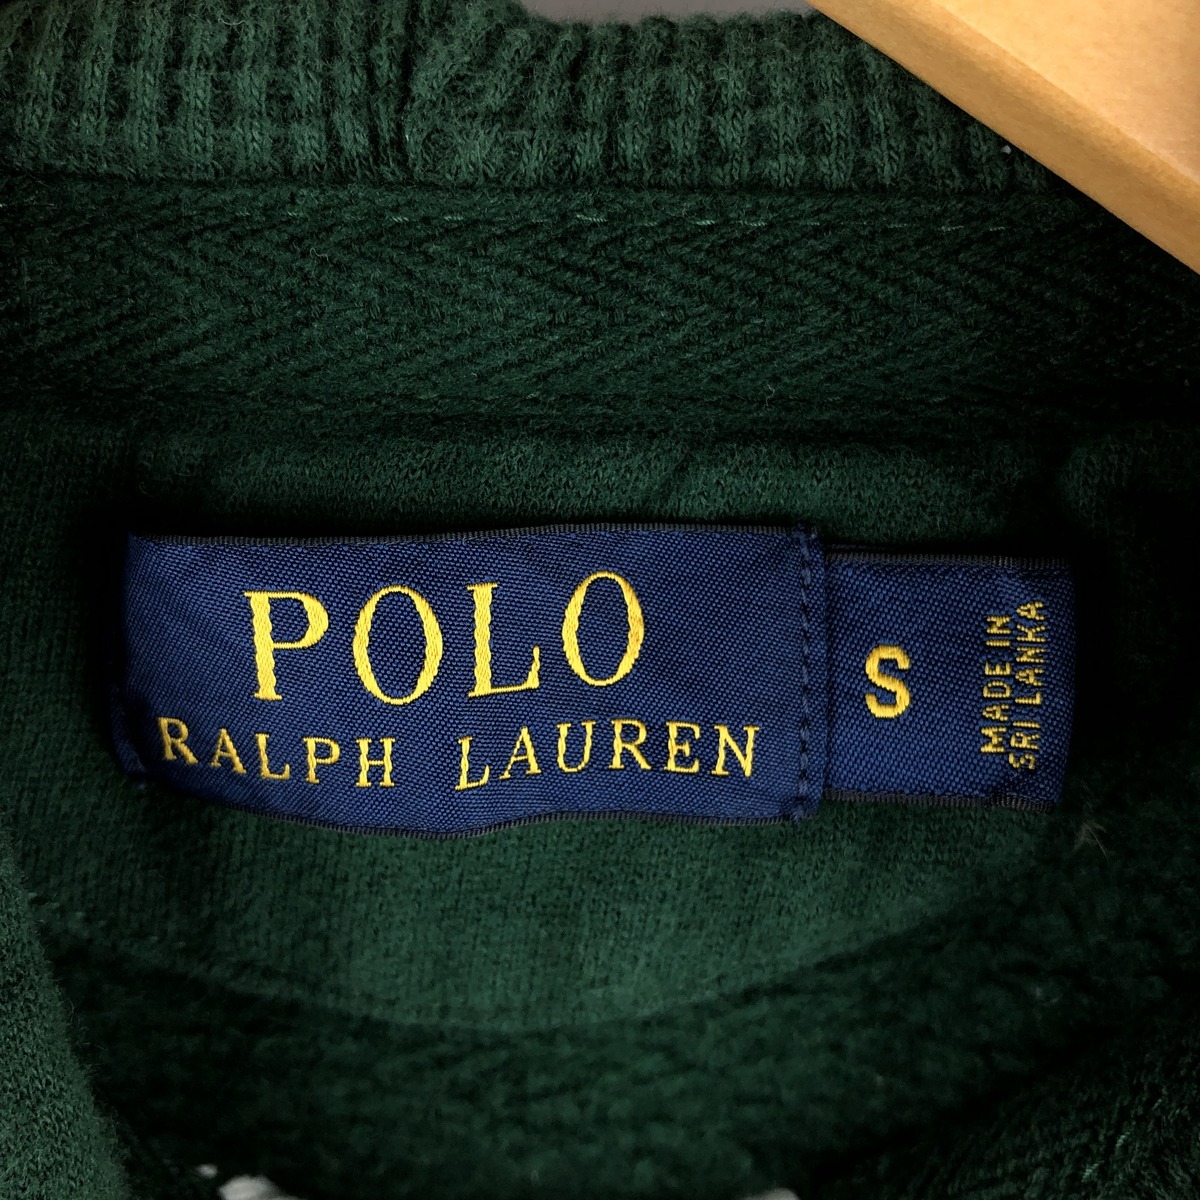 POLO
RALPH LAUREN
S
MADE IN
SRI LANKA